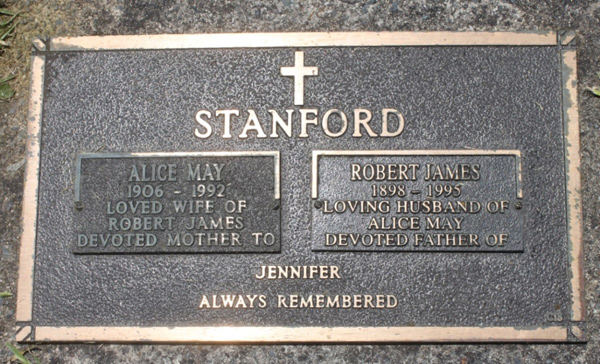 STANFORD
ALICE MAY
1906 - 1992
LOVED WIFE OF
ROBERT JAMES
DEVOTED MOTHER TO
ROBERT JAMES
1898 - 1995
LOVING HUSBAND OF
ALICE MAY
DEVOTED FATHER OF
JENNIFER
ALWAYS REMEMBERED